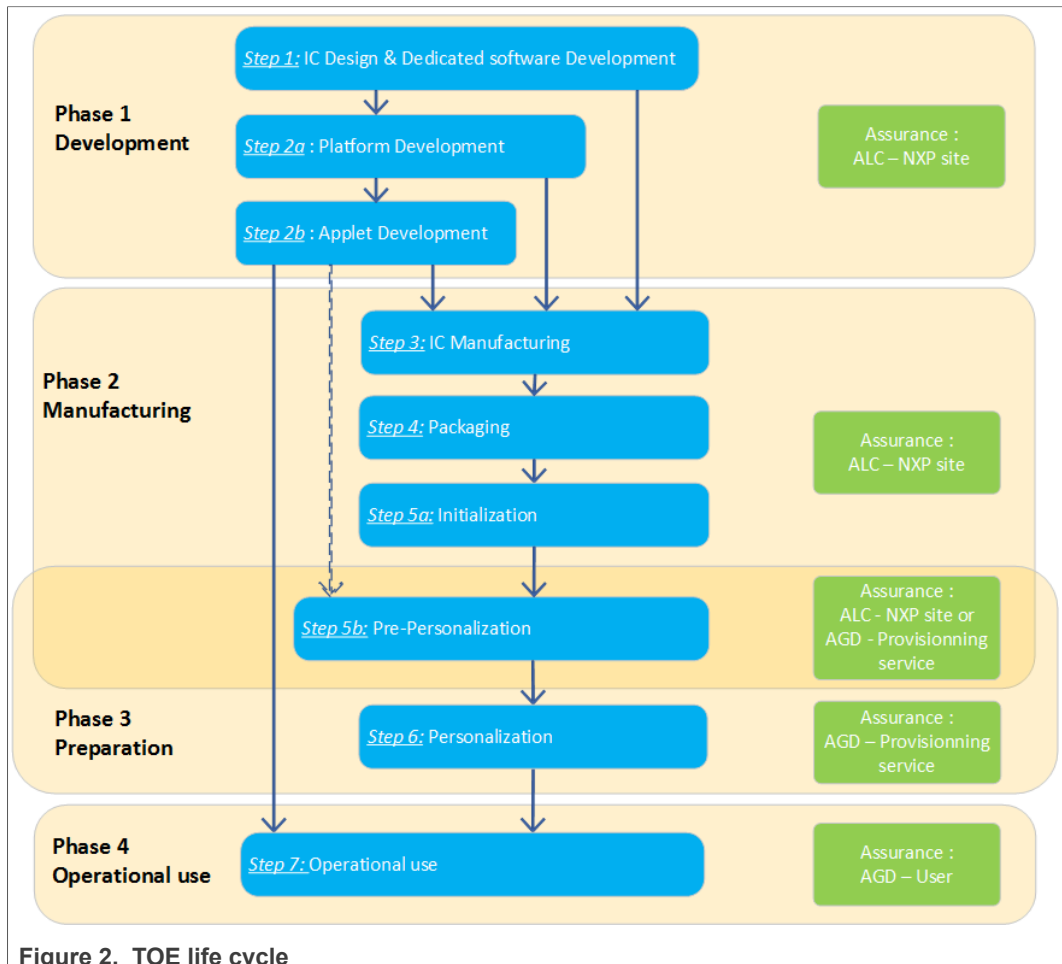 Step 1: IC Design & Dedicated software Development
Phase 1
Development
Step 2a : Platform Development
Assurance :
ALC – NXP site
Step 2b : Applet Development
Step 3: IC Manufacturing
Phase 2
Manufacturing
Step 4: Packaging
Assurance :
ALC – NXP site
Step 5a: Initialization
Step 5b: Pre-Personalization
Assurance :
ALC - NXP site or
AGD - Provisionning
service
Phase 3
Preparation
Step 6: Personalization
Assurance :
AGD – Provisionning
service
Phase 4
Operational use
Step 7: Operational use
Assurance :
AGD – User
Figure 2. TOE life cycle